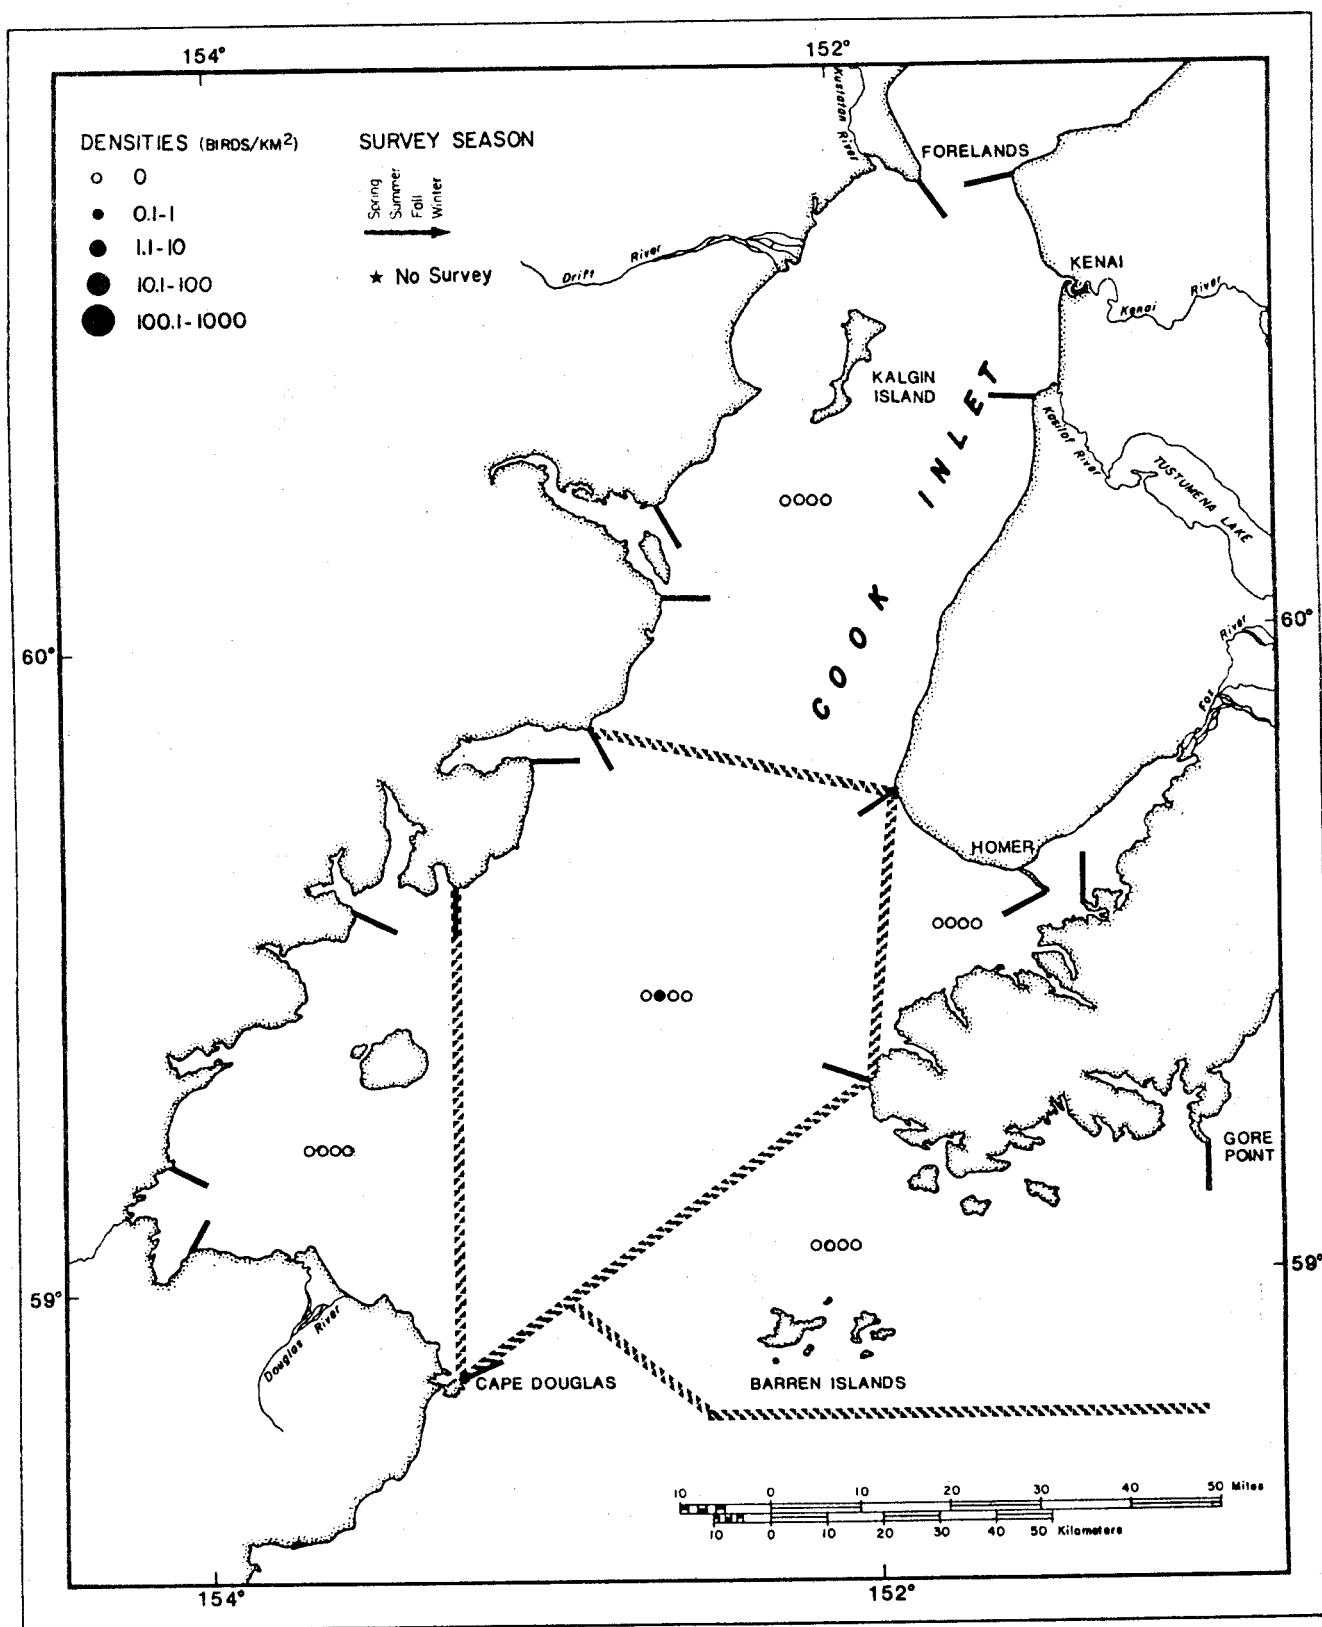 154°
152°
DENSITIES (BIRDS/KM²)
0
0.1-1
1.1-10
10.1-100
100.1-1000
SURVEY SEASON
Spring
Summer
Fall
Winter
★ No Survey
Kustatan River
FORELANDS
Drift River
KENAI
Kenai River
KALGIN
ISLAND
Kasilof River
TUSTUMENA LAKE
COOK INLET
60°
60°
Fox River
HOMER
GORE
POINT
59°
59°
Douglas River
CAPE DOUGLAS
BARREN ISLANDS
10 0 10 20 30 40 50 Miles
10 0 10 20 30 40 50 Kilometers
154°
152°